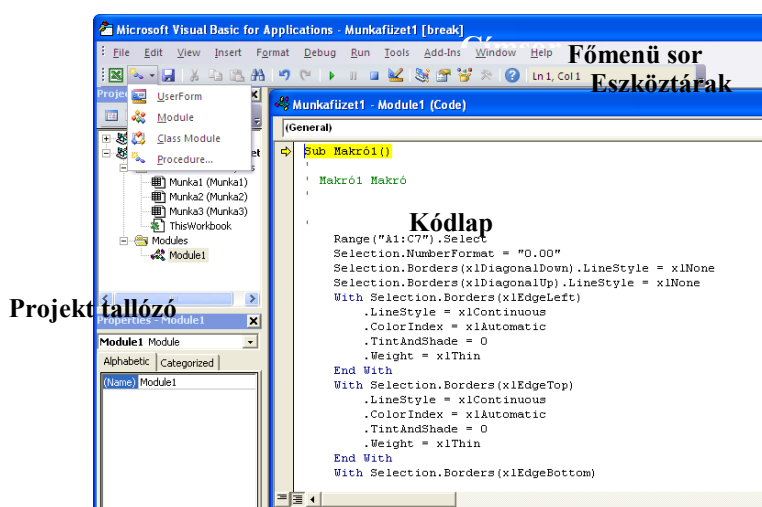 Microsoft Visual Basic for Applications - Munkafüzet1 [break]
Címsor
File Edit View Insert Format Debug Run Tools Add-Ins Window Help
Főmenü sor
Ln 1, Col 1
Eszköztárak
UserForm
Module
Class Module
Procedure...
Munka1 (Munka1)
Munka2 (Munka2)
Munka3 (Munka3)
ThisWorkbook
Modules
Module1
Projekt tallózó
Properties - Module1
Module1 Module
Alphabetic Categorized
(Name) Module1
Munkafüzet1 - Module1 (Code)
(General)
Sub Makró1()
'
' Makró1 Makró
'
'
Kódlap
Range("A1:C7").Select
Selection.NumberFormat = "0.00"
Selection.Borders(xlDiagonalDown).LineStyle = xlNone
Selection.Borders(xlDiagonalUp).LineStyle = xlNone
With Selection.Borders(xlEdgeLeft)
.LineStyle = xlContinuous
.ColorIndex = xlAutomatic
.TintAndShade = 0
.Weight = xlThin
End With
With Selection.Borders(xlEdgeTop)
.LineStyle = xlContinuous
.ColorIndex = xlAutomatic
.TintAndShade = 0
.Weight = xlThin
End With
With Selection.Borders(xlEdgeBottom)